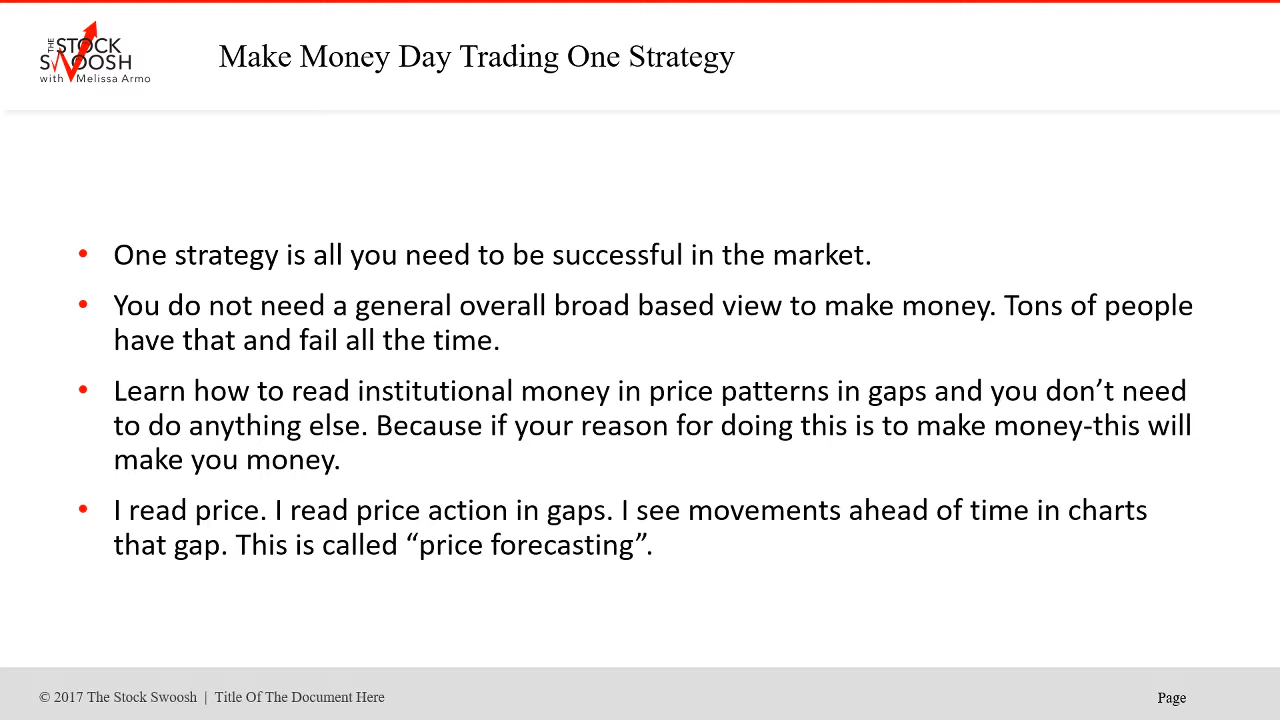 THE
STOCK
SWOOSH
with Melissa Armo
Make Money Day Trading One Strategy
• One strategy is all you need to be successful in the market.
• You do not need a general overall broad based view to make money. Tons of people
have that and fail all the time.
• Learn how to read institutional money in price patterns in gaps and you don’t need
to do anything else. Because if your reason for doing this is to make money-this will
make you money.
• I read price. I read price action in gaps. I see movements ahead of time in charts
that gap. This is called “price forecasting”.
© 2017 The Stock Swoosh | Title Of The Document Here
Page